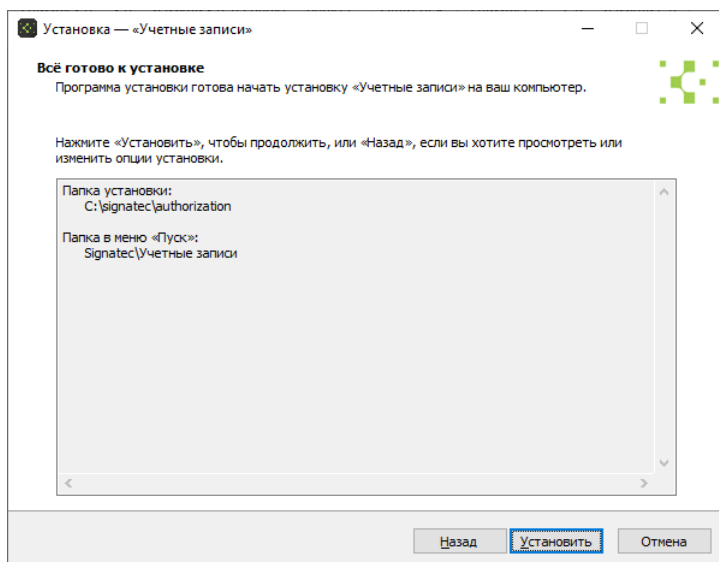 Установка — «Учетные записи»
Всё готово к установке
Программа установки готова начать установку «Учетные записи» на ваш компьютер.
Нажмите «Установить», чтобы продолжить, или «Назад», если вы хотите просмотреть или
изменить опции установки.
Папка установки:
C:\signatec\authorization
Папка в меню «Пуск»:
Signatec\Учетные записи
Назад
Установить
Отмена